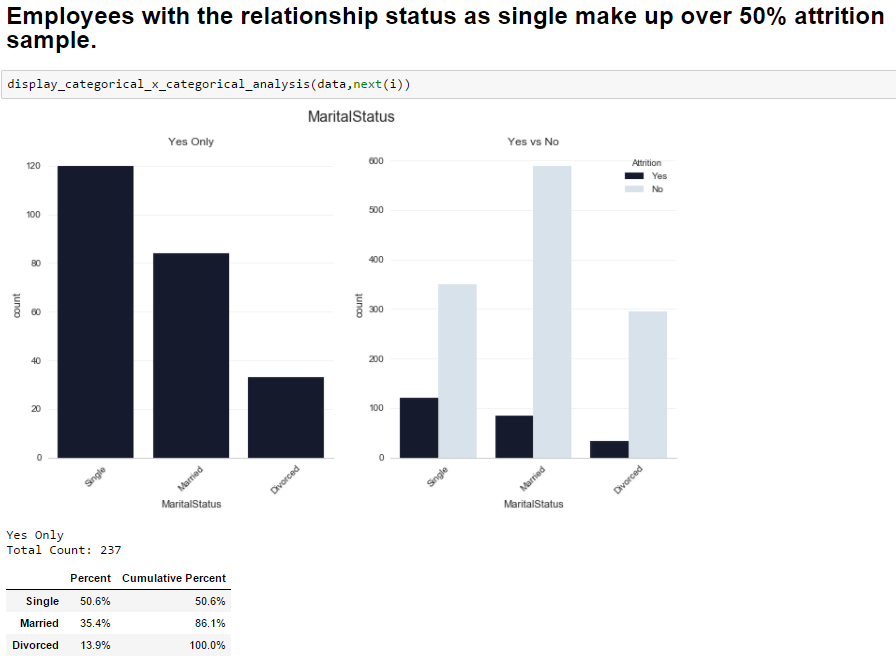 Employees with the relationship status as single make up over 50% attrition
sample.
display_categorical_x_categorical_analysis(data,next(i))
MaritalStatus
Yes Only
120
100
80
60
40
20
0
count
Single
Married
Divorced
MaritalStatus
Yes vs No
600
500
400
300
200
100
0
count
Attrition
Yes
No
Single
Married
Divorced
MaritalStatus
Yes Only
Total Count: 237
Percent Cumulative Percent
Single 50.6% 50.6%
Married 35.4% 86.1%
Divorced 13.9% 100.0%